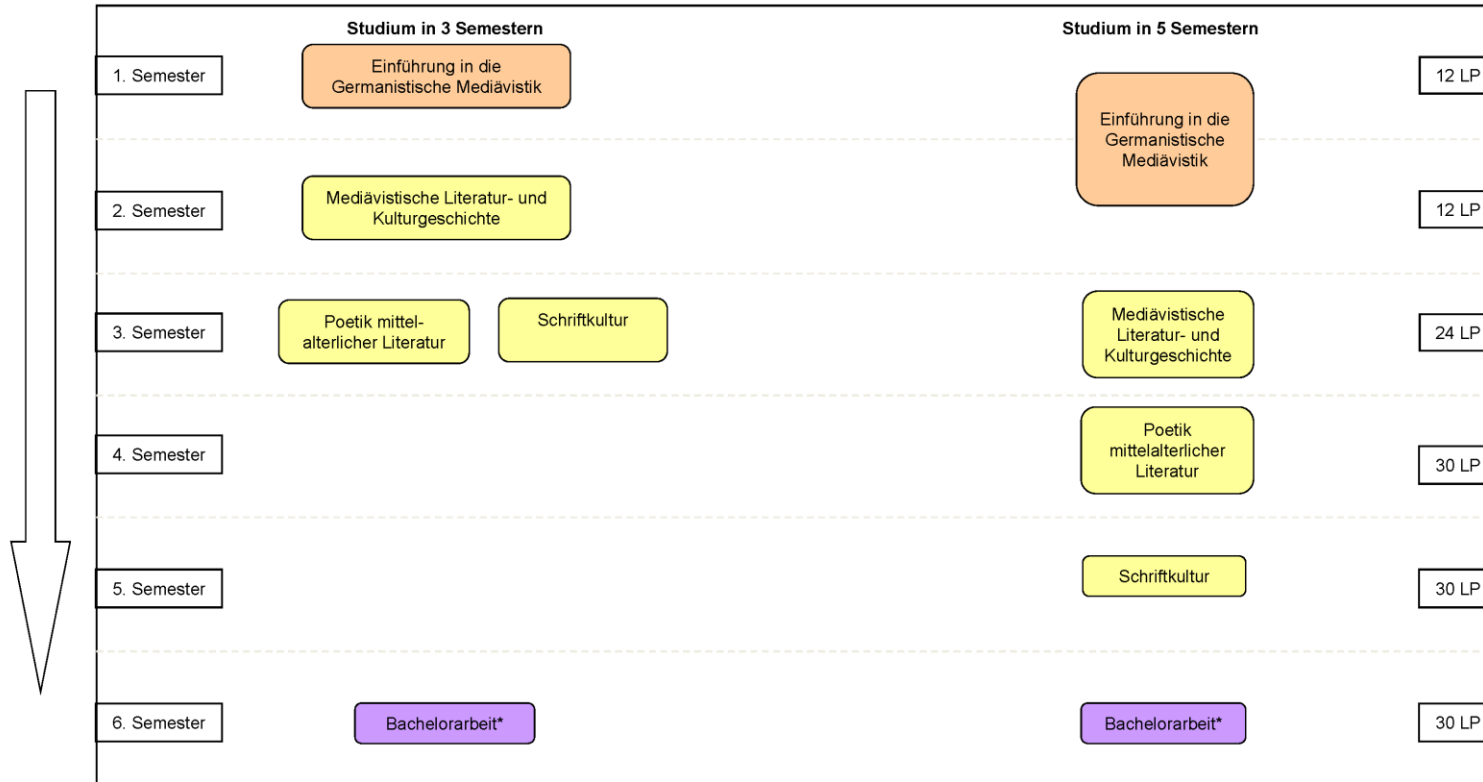 Studium in 3 Semestern
Studium in 5 Semestern
1. Semester
Einführung in die
Germanistische Mediävistik
12 LP
Einführung in die
Germanistische
Mediävistik
2. Semester
Mediävistische Literatur- und
Kulturgeschichte
12 LP
3. Semester
Poetik mittel-
alterlicher Literatur
Schriftkultur
Mediävistische
Literatur- und
Kulturgeschichte
24 LP
4. Semester
Poetik
mittelalterlicher
Literatur
30 LP
5. Semester
Schriftkultur
30 LP
6. Semester
Bachelorarbeit*
Bachelorarbeit*
30 LP